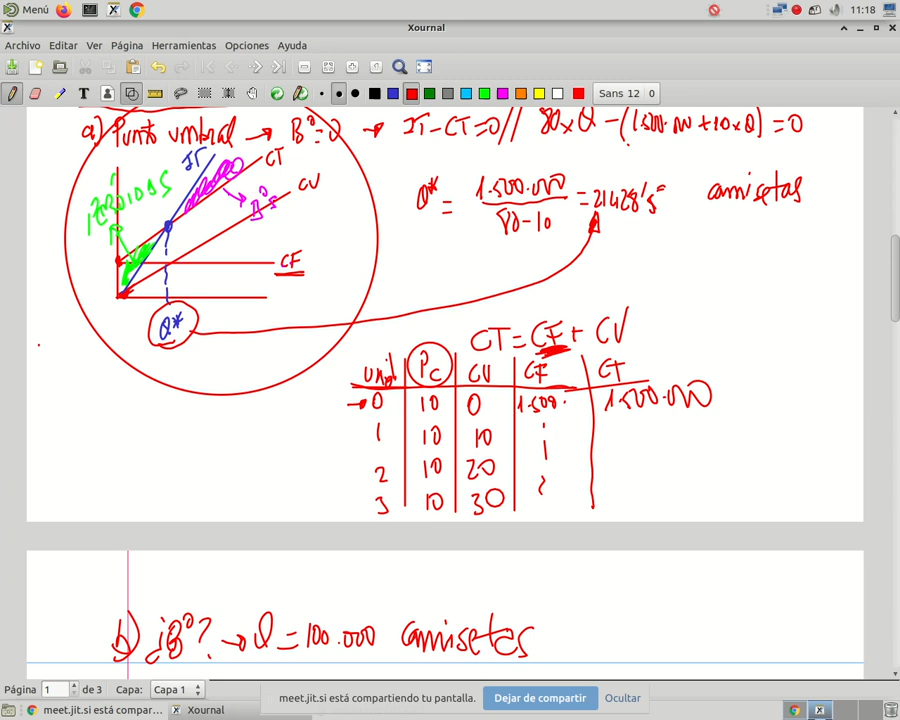 Menú
11:18
Xournal
Archivo Editar Ver Página Herramientas Opciones Ayuda
Sans 12 0
a) Punto umbral → Bº=0 → IT-CT=0// 80×Q-(1.500.000+10×Q)=0
IT
CT
CV
Bºs
CF
Q*
Q* = 1.500.000 / 80-10 = 21428'5 camisetas
CT=CF+CV
Unid Pc CV CF CT
→0 10 0 1.500. 1.500.000
1 10 10
2 10 20
3 10 30
b) ¿Bº? → Q=100.000 camisetas
Página 1 de 3 Capa: Capa 1
meet.jit.si está compartiendo tu pantalla. Dejar de compartir Ocultar
meet.jit.si está compar... Xournal